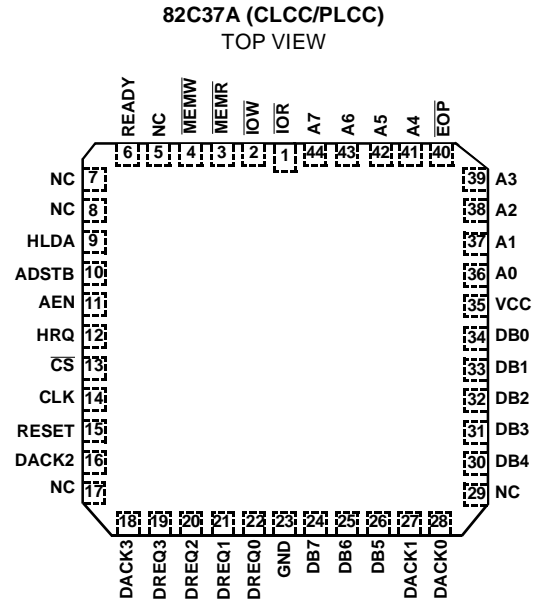 82C37A (CLCC/PLCC)
TOP VIEW
READY
NC
MEMW
MEMR
IOW
IOR
A7
A6
A5
A4
EOP
6 5 4 3 2 1 44 43 42 41 40
NC 7
NC 8
HLDA 9
ADSTB 10
AEN 11
HRQ 12
CS 13
CLK 14
RESET 15
DACK2 16
NC 17
39 A3
38 A2
37 A1
36 A0
35 VCC
34 DB0
33 DB1
32 DB2
31 DB3
30 DB4
29 NC
18 19 20 21 22 23 24 25 26 27 28
DACK3
DREQ3
DREQ2
DREQ1
DREQ0
GND
DB7
DB6
DB5
DACK1
DACK0